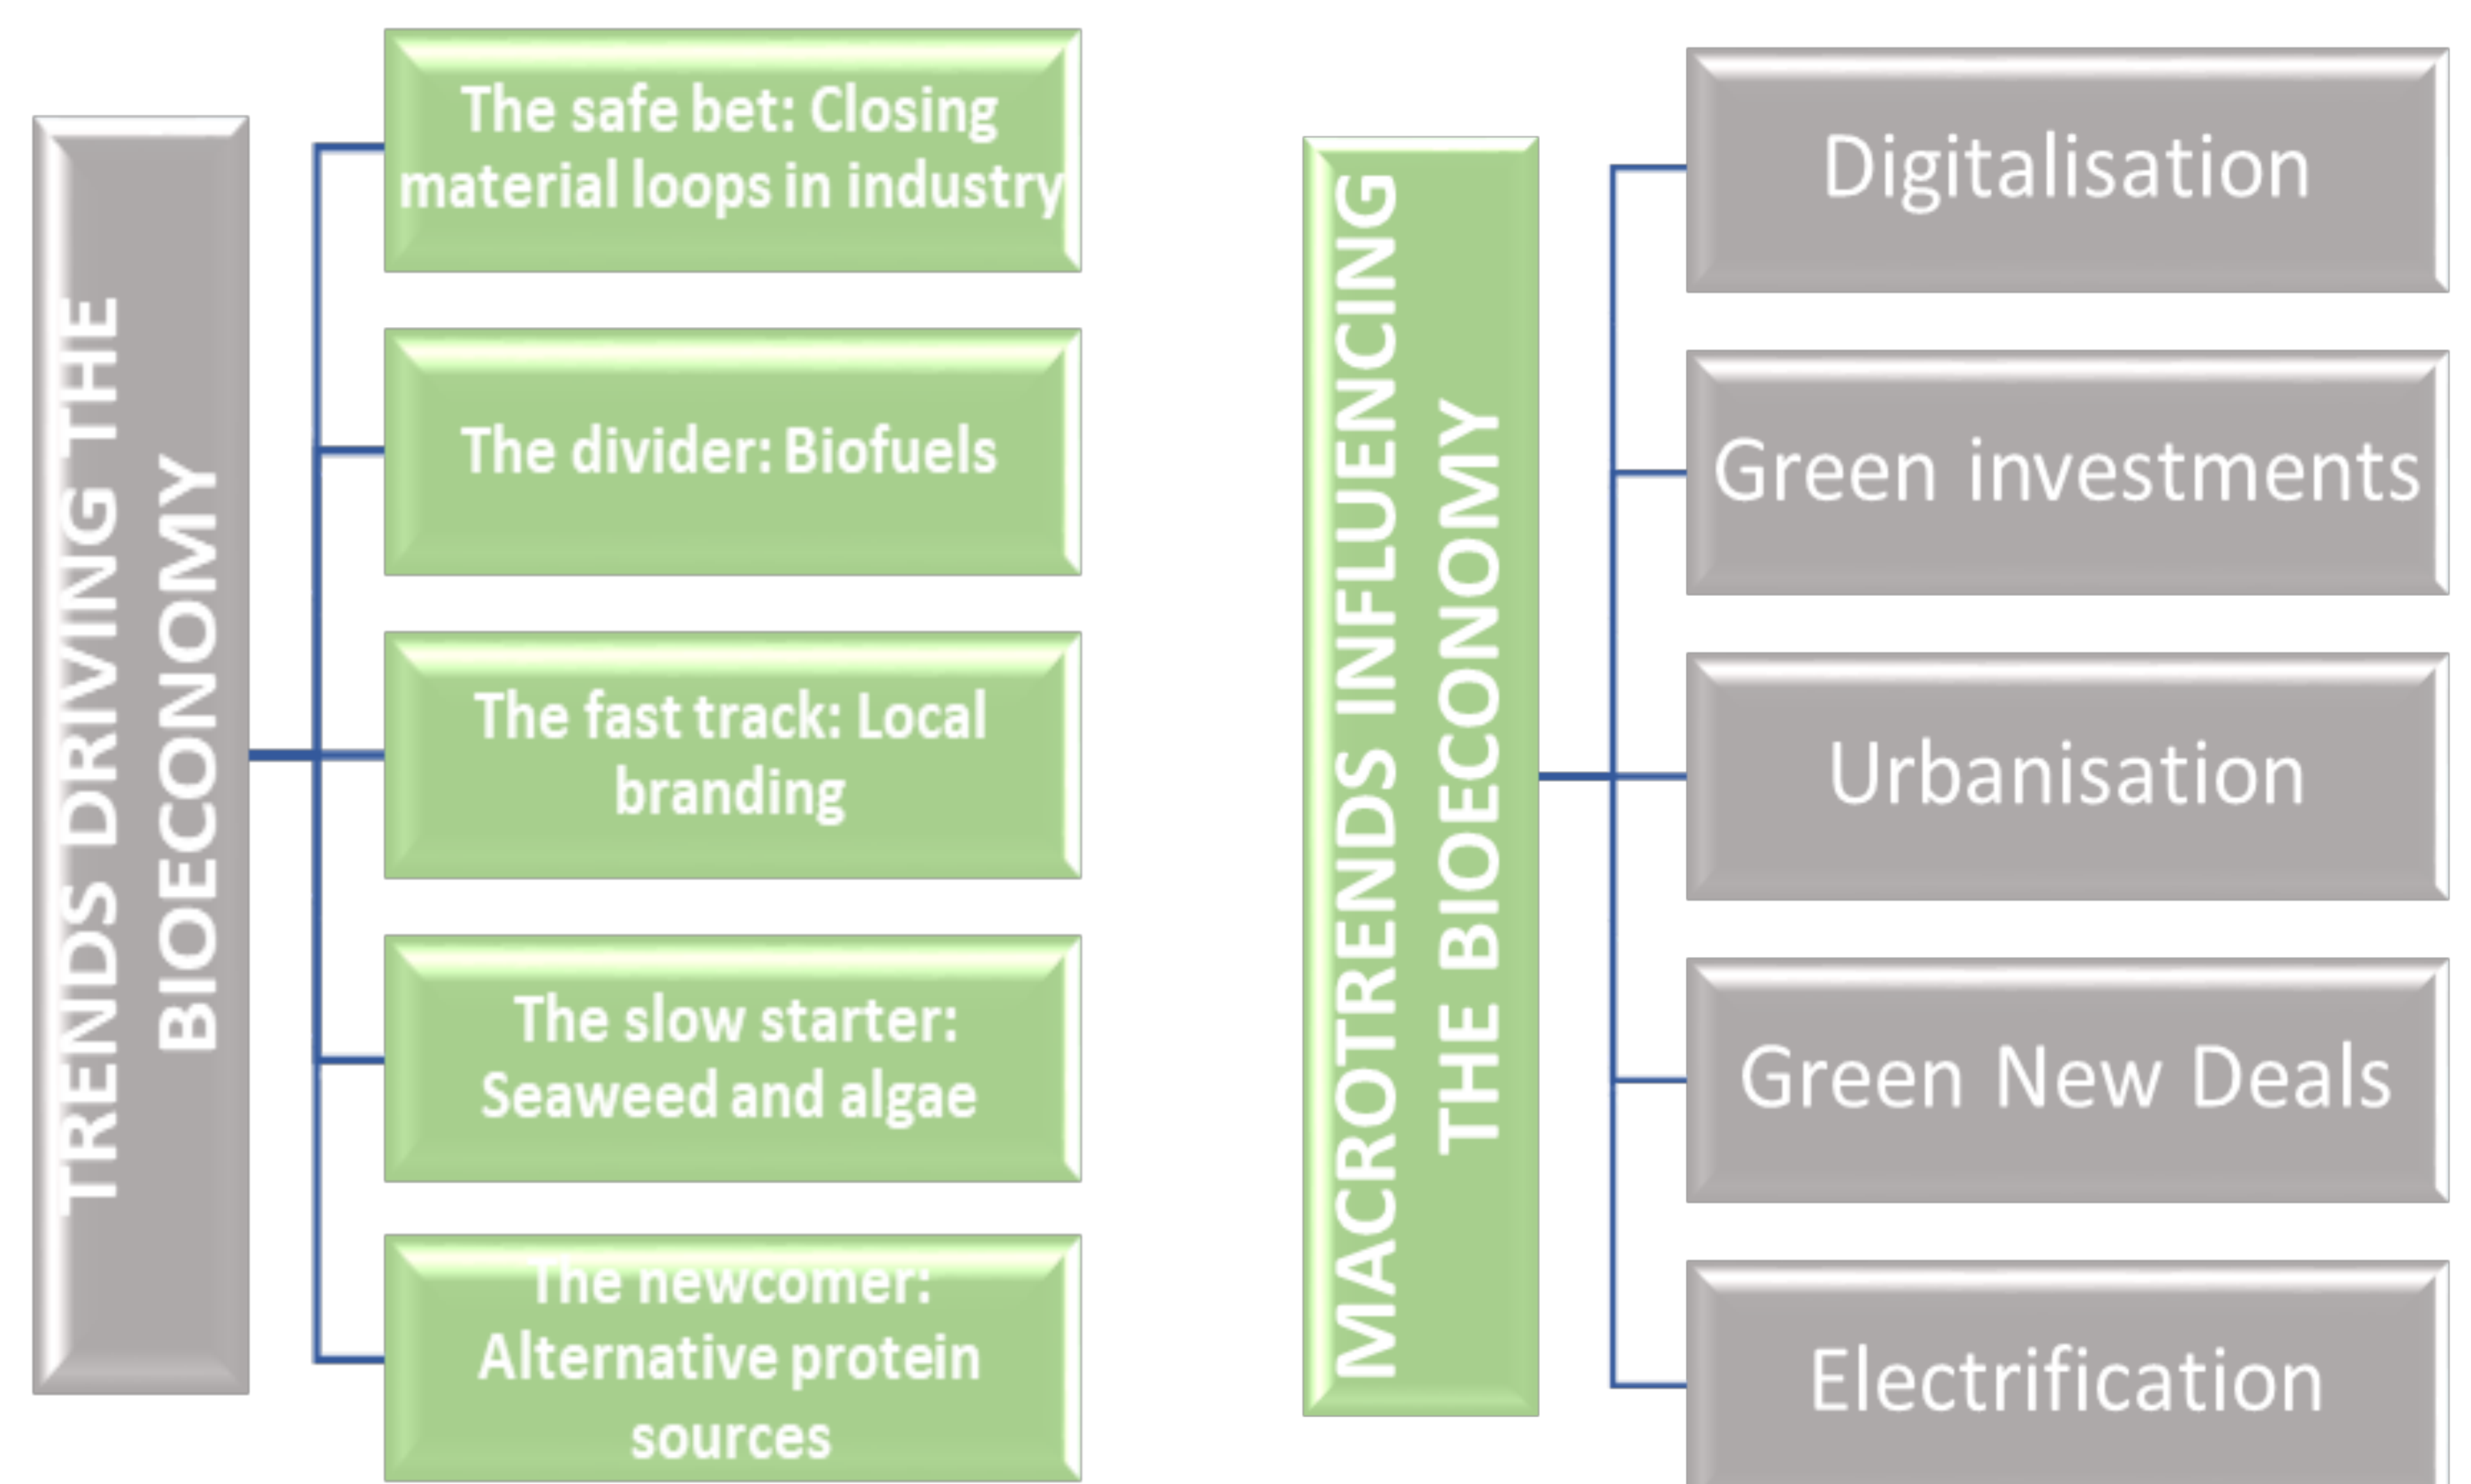 TRENDS DRIVING THE
BIOECONOMY
The safe bet: Closing
material loops in industry
The divider: Biofuels
The fast track: Local
branding
The slow starter:
Seaweed and algae
The newcomer:
Alternative protein
sources
MACROTRENDS INFLUENCING
THE BIOECONOMY
Digitalisation
Green investments
Urbanisation
Green New Deals
Electrification